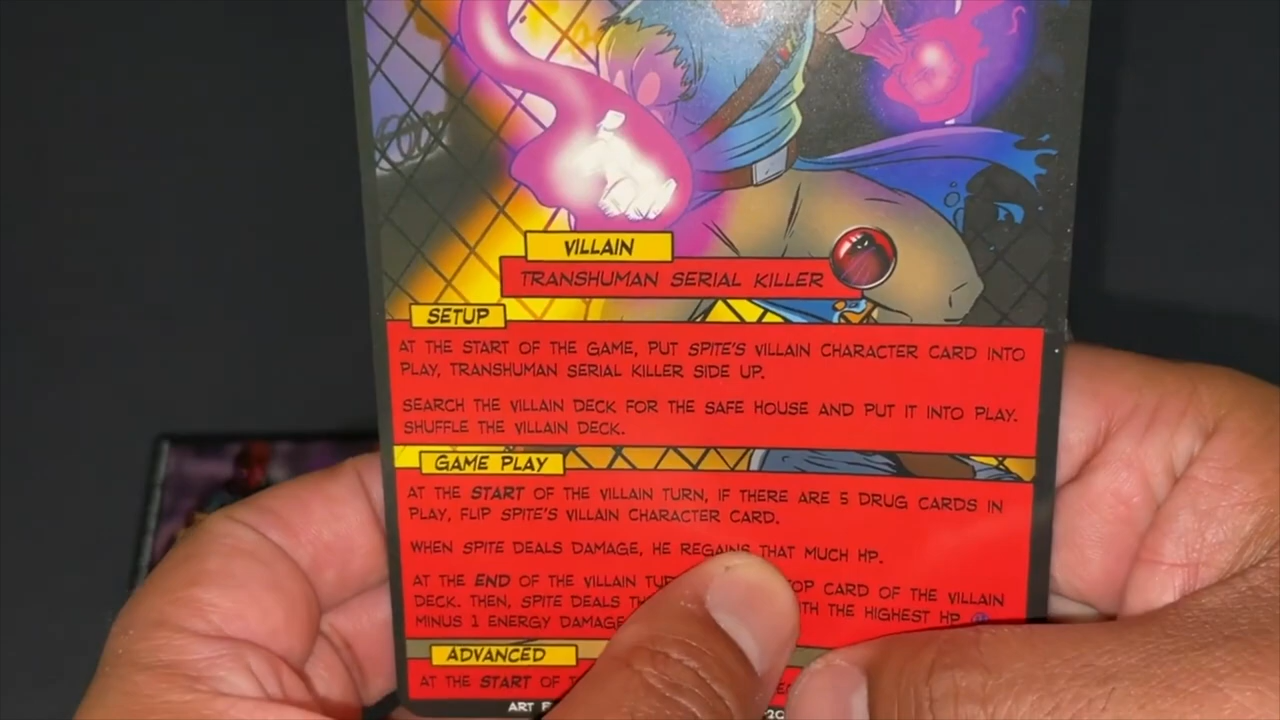 VILLAIN
TRANSHUMAN SERIAL KILLER
SETUP
AT THE START OF THE GAME, PUT SPITE'S VILLAIN CHARACTER CARD INTO
PLAY, TRANSHUMAN SERIAL KILLER SIDE UP.
SEARCH THE VILLAIN DECK FOR THE SAFE HOUSE AND PUT IT INTO PLAY.
SHUFFLE THE VILLAIN DECK.
GAME PLAY
AT THE START OF THE VILLAIN TURN, IF THERE ARE 5 DRUG CARDS IN
PLAY, FLIP SPITE'S VILLAIN CHARACTER CARD.
WHEN SPITE DEALS DAMAGE, HE REGAINS THAT MUCH HP.
AT THE END OF THE VILLAIN CARD OF THE VILLAIN
DECK. THEN, SPITE DEALS THE HIGHEST HP
MINUS 1 ENERGY DAMAGE
ADVANCED
AT THE START OF
ART